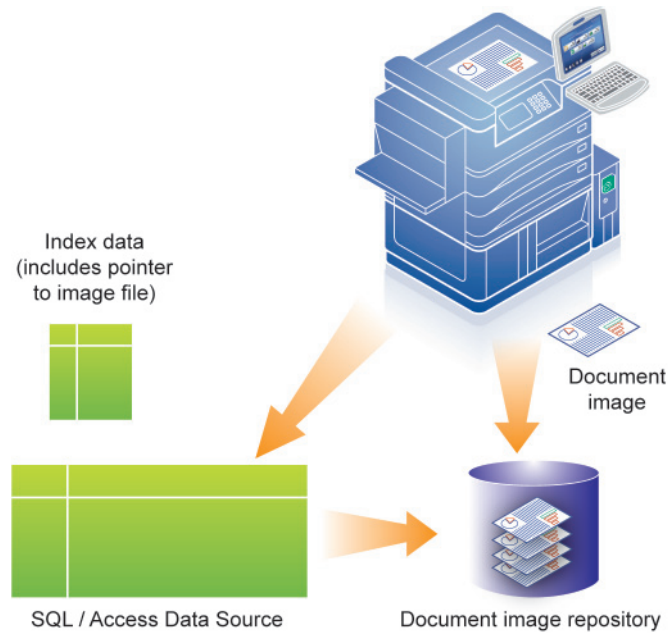 Index data
(includes pointer
to image file)
Document
image
SQL / Access Data Source
Document image repository